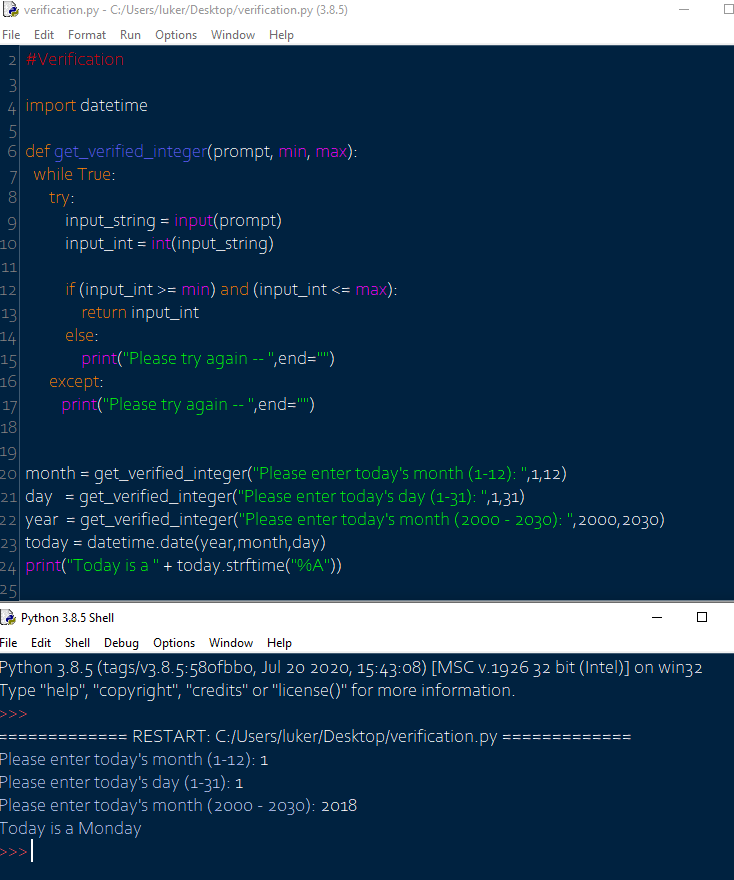 verification.py - C:/Users/luker/Desktop/verification.py (3.8.5)
File Edit Format Run Options Window Help
2 #Verification
3
4 import datetime
5
6 def get_verified_integer(prompt, min, max):
7 while True:
8 try:
9 input_string = input(prompt)
10 input_int = int(input_string)
11
12 if (input_int >= min) and (input_int <= max):
13 return input_int
14 else:
15 print("Please try again -- ",end="")
16 except:
17 print("Please try again -- ",end="")
18
19
20 month = get_verified_integer("Please enter today's month (1-12): ",1,12)
21 day = get_verified_integer("Please enter today's day (1-31): ",1,31)
22 year = get_verified_integer("Please enter today's month (2000 - 2030): ",2000,2030)
23 today = datetime.date(year,month,day)
24 print("Today is a " + today.strftime("%A"))
25
Python 3.8.5 Shell
File Edit Shell Debug Options Window Help
Python 3.8.5 (tags/v3.8.5:580fbb0, Jul 20 2020, 15:43:08) [MSC v.1926 32 bit (Intel)] on win32
Type "help", "copyright", "credits" or "license()" for more information.
>>>
============= RESTART: C:/Users/luker/Desktop/verification.py =============
Please enter today's month (1-12): 1
Please enter today's day (1-31): 1
Please enter today's month (2000 - 2030): 2018
Today is a Monday
>>>